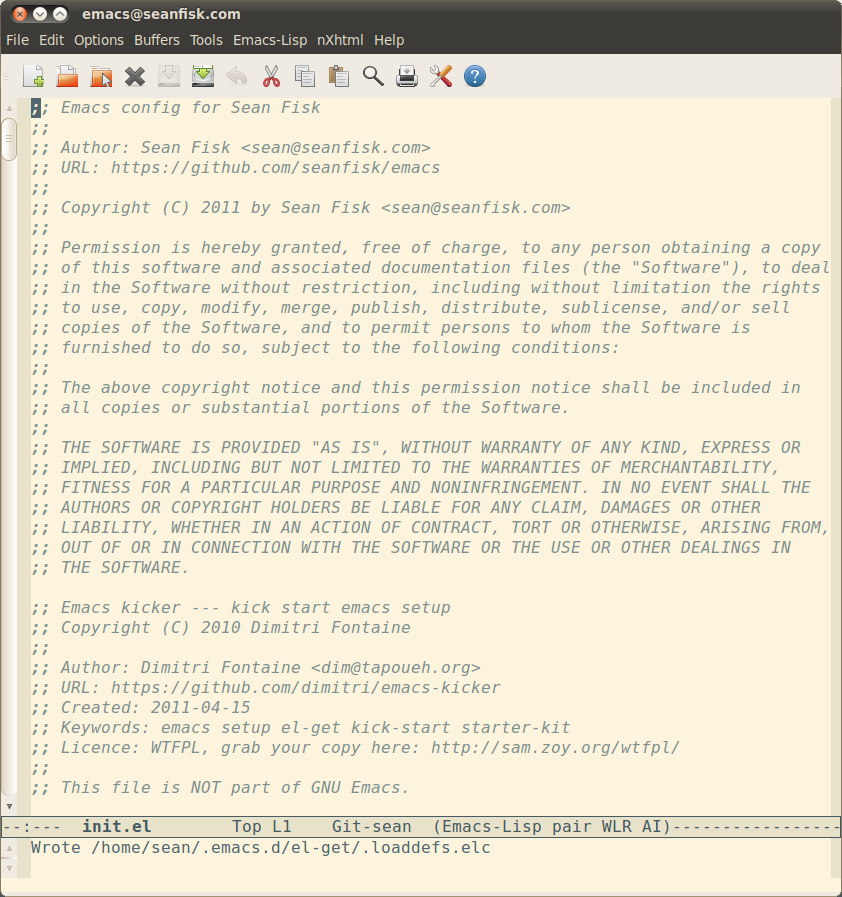 emacs@seanfisk.com
File Edit Options Buffers Tools Emacs-Lisp nXhtml Help
;; Emacs config for Sean Fisk
;;
;; Author: Sean Fisk <sean@seanfisk.com>
;; URL: https://github.com/seanfisk/emacs
;;
;; Copyright (C) 2011 by Sean Fisk <sean@seanfisk.com>
;;
;; Permission is hereby granted, free of charge, to any person obtaining a copy
;; of this software and associated documentation files (the "Software"), to deal
;; in the Software without restriction, including without limitation the rights
;; to use, copy, modify, merge, publish, distribute, sublicense, and/or sell
;; copies of the Software, and to permit persons to whom the Software is
;; furnished to do so, subject to the following conditions:
;;
;; The above copyright notice and this permission notice shall be included in
;; all copies or substantial portions of the Software.
;;
;; THE SOFTWARE IS PROVIDED "AS IS", WITHOUT WARRANTY OF ANY KIND, EXPRESS OR
;; IMPLIED, INCLUDING BUT NOT LIMITED TO THE WARRANTIES OF MERCHANTABILITY,
;; FITNESS FOR A PARTICULAR PURPOSE AND NONINFRINGEMENT. IN NO EVENT SHALL THE
;; AUTHORS OR COPYRIGHT HOLDERS BE LIABLE FOR ANY CLAIM, DAMAGES OR OTHER
;; LIABILITY, WHETHER IN AN ACTION OF CONTRACT, TORT OR OTHERWISE, ARISING FROM,
;; OUT OF OR IN CONNECTION WITH THE SOFTWARE OR THE USE OR OTHER DEALINGS IN
;; THE SOFTWARE.
;; Emacs kicker --- kick start emacs setup
;; Copyright (C) 2010 Dimitri Fontaine
;;
;; Author: Dimitri Fontaine <dim@tapoueh.org>
;; URL: https://github.com/dimitri/emacs-kicker
;; Created: 2011-04-15
;; Keywords: emacs setup el-get kick-start starter-kit
;; Licence: WTFPL, grab your copy here: http://sam.zoy.org/wtfpl/
;;
;; This file is NOT part of GNU Emacs.
--:--- init.el Top L1 Git-sean (Emacs-Lisp pair WLR AI)-----------------
Wrote /home/sean/.emacs.d/el-get/.loaddefs.elc